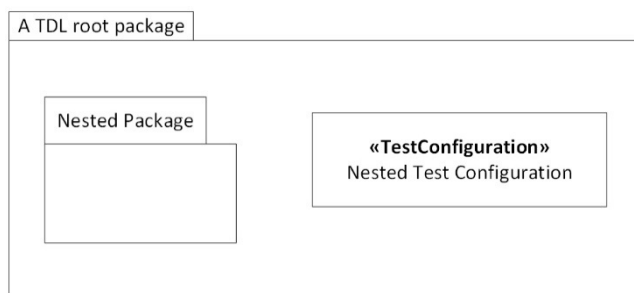 A TDL root package
Nested Package
«TestConfiguration»
Nested Test Configuration